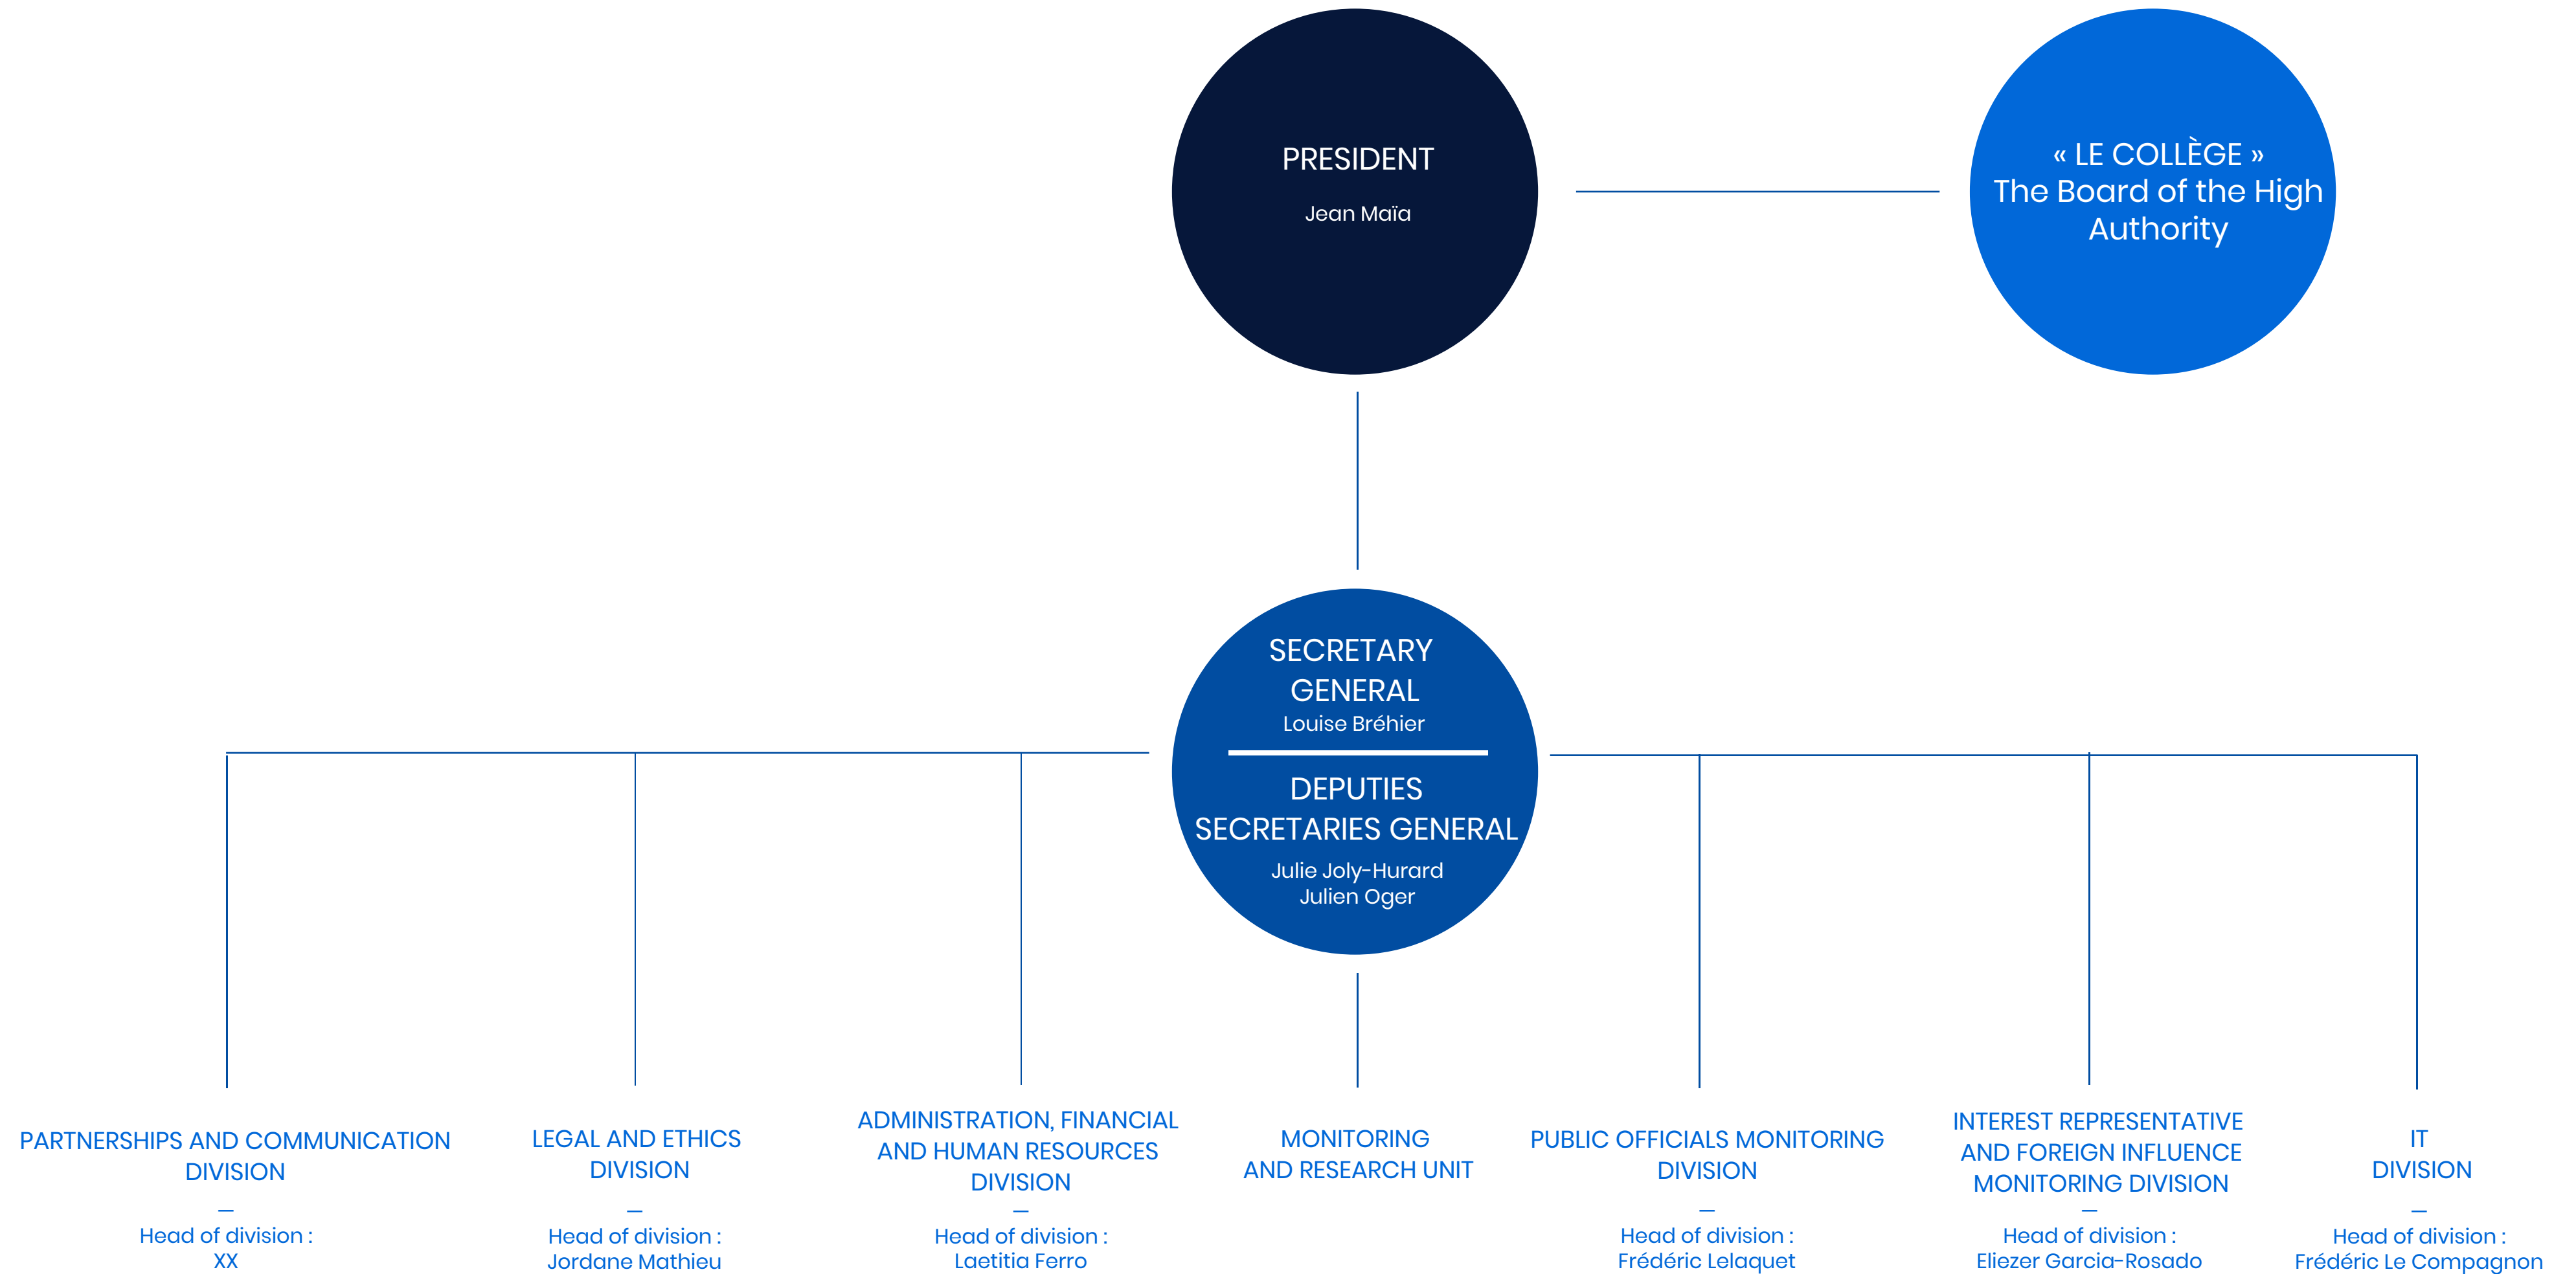 PRESIDENT
Jean Maïa
« LE COLLÈGE »
The Board of the High
Authority
SECRETARY
GENERAL
Louise Bréhier
DEPUTIES
SECRETARIES GENERAL
Julie Joly-Hurard
Julien Oger
PARTNERSHIPS AND COMMUNICATION
DIVISION
—
Head of division :
XX
LEGAL AND ETHICS
DIVISION
—
Head of division :
Jordane Mathieu
ADMINISTRATION, FINANCIAL
AND HUMAN RESOURCES
DIVISION
—
Head of division :
Laetitia Ferro
MONITORING
AND RESEARCH UNIT
PUBLIC OFFICIALS MONITORING
DIVISION
—
Head of division :
Frédéric Lelaquet
INTEREST REPRESENTATIVE
AND FOREIGN INFLUENCE
MONITORING DIVISION
—
Head of division :
Eliezer Garcia-Rosado
IT
DIVISION
—
Head of division :
Frédéric Le Compagnon